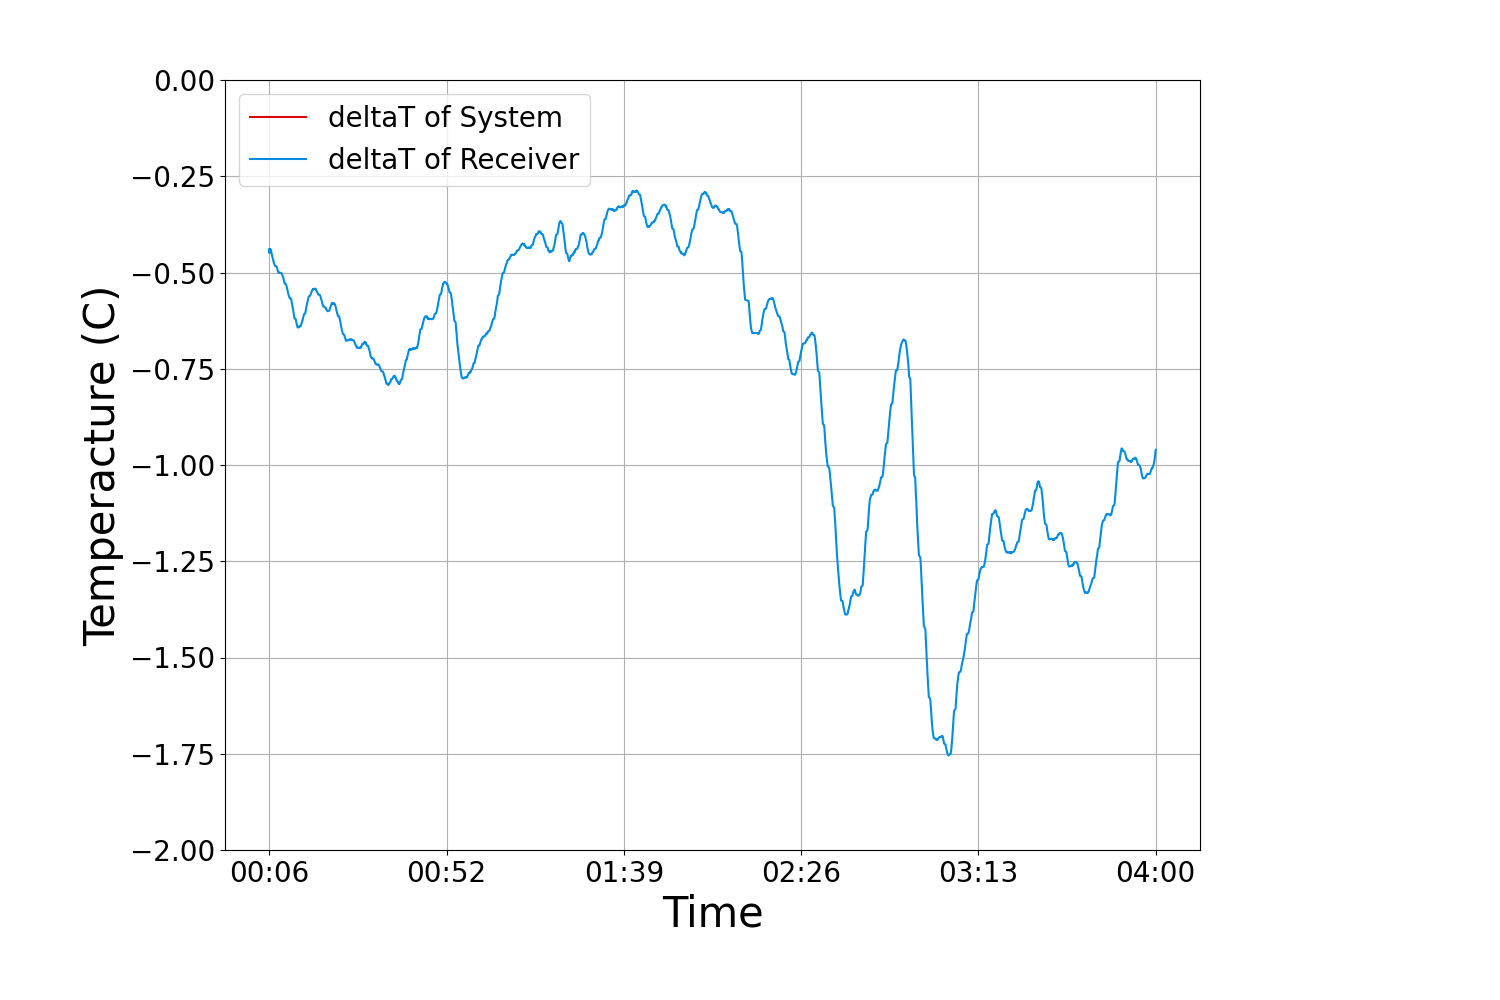 deltaT of System
deltaT of Receiver
0.00
−0.25
−0.50
−0.75
−1.00
−1.25
−1.50
−1.75
−2.00
Temperacture (C)
00:06 00:52 01:39 02:26 03:13 04:00
Time